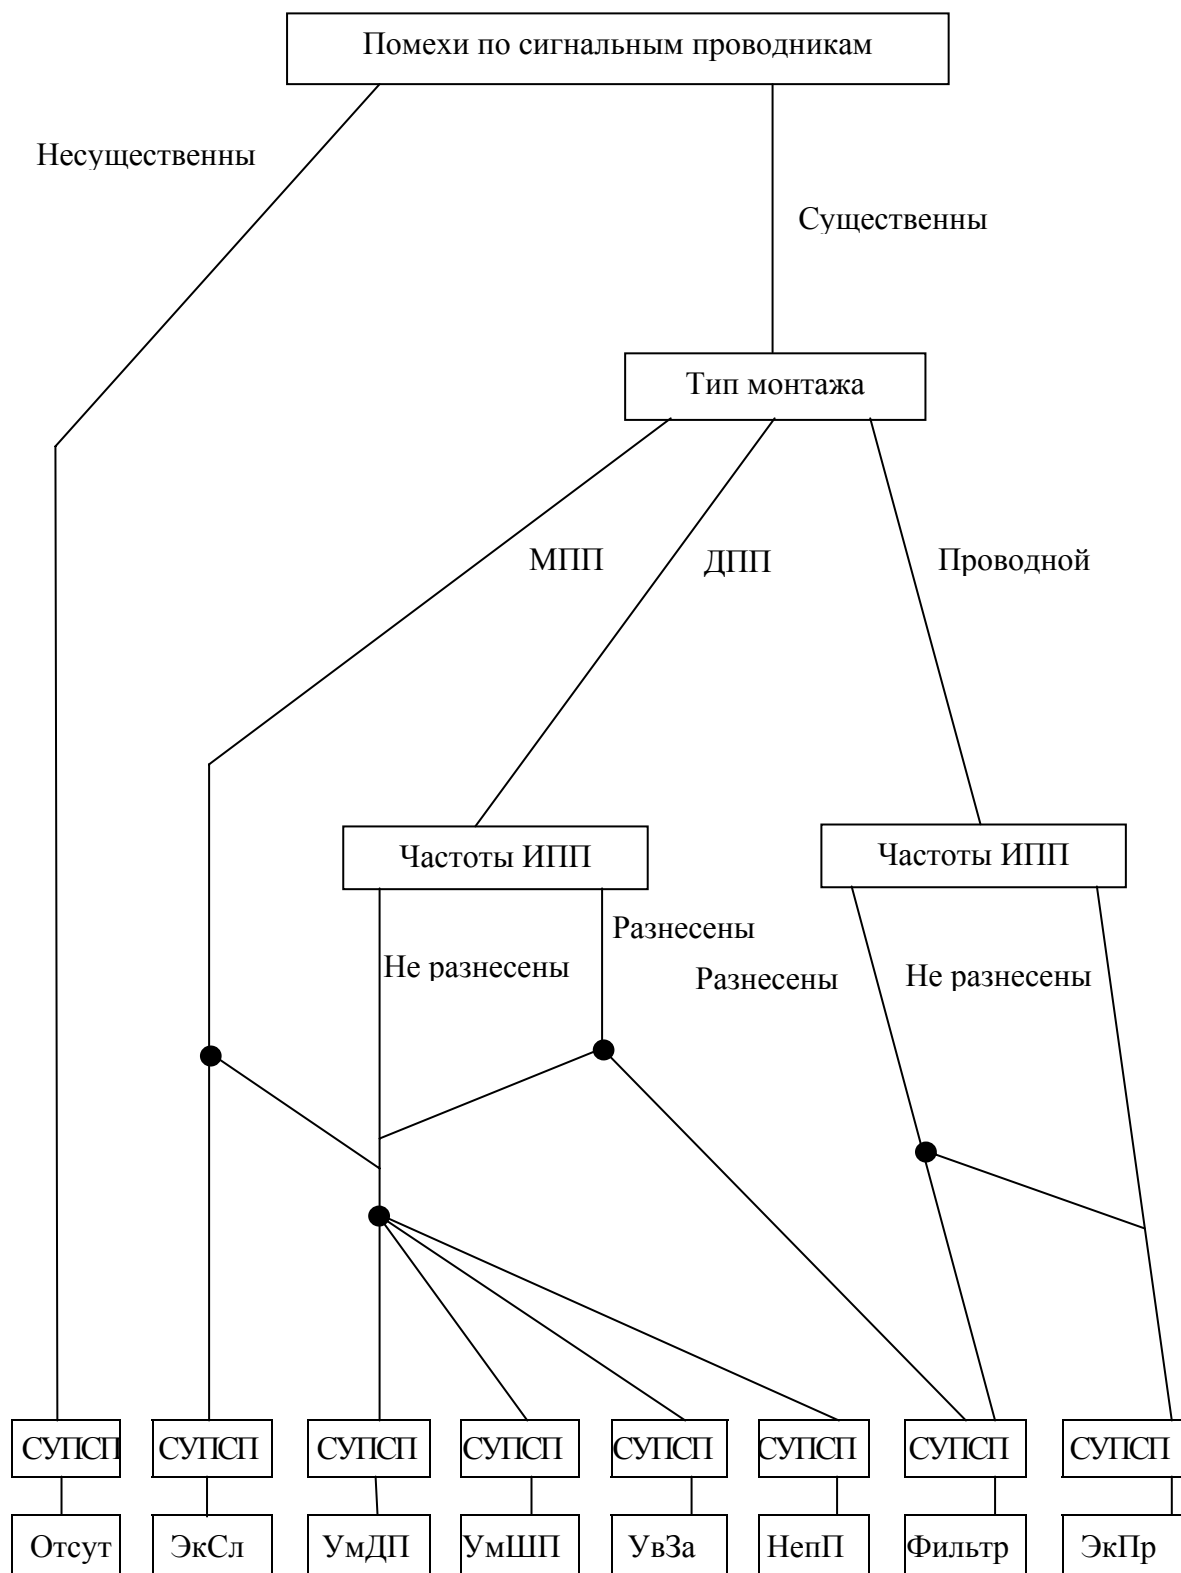 Помехи по сигнальным проводникам
Несущественны
Существенны
Тип монтажа
МПП
ДПП
Проводной
Частоты ИПП
Частоты ИПП
Разнесены
Не разнесены
Разнесены
Не разнесены
СУПСП
СУПСП
СУПСП
СУПСП
СУПСП
СУПСП
СУПСП
СУПСП
Отсут
ЭкСл
УмДП
УмШП
УвЗа
НепП
Фильтр
ЭкПр